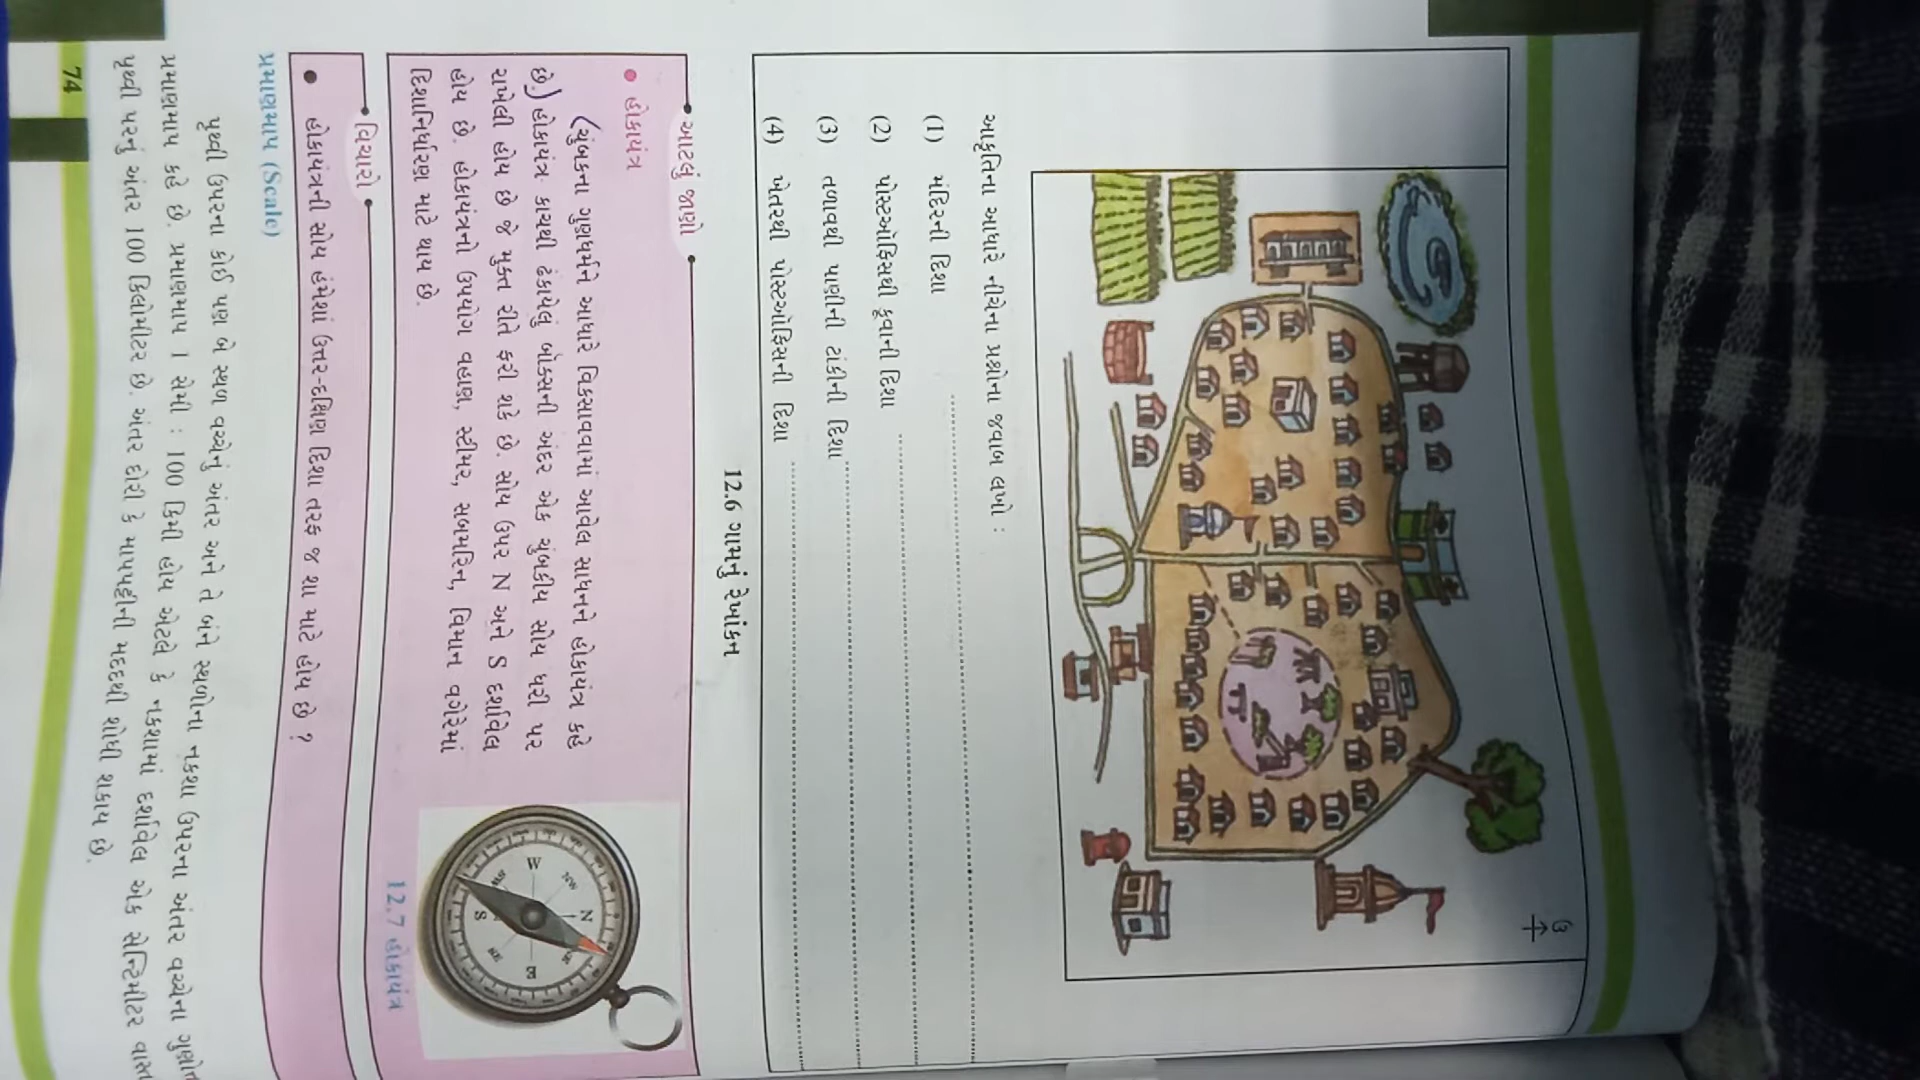 ઉ
આકૃતિના આધારે નીચેના પ્રશ્નોના જવાબ લખો :
(1) મંદિરની દિશા ........................
(2) પોસ્ટઓફિસથી કૂવાની દિશા ........................
(3) તળાવથી પાણીની ટાંકીની દિશા ........................
(4) ખેતરથી પોસ્ટઓફિસની દિશા ........................
12.6 ગામનું રેખાંકન
આટલું જાણો
• હોકાયંત્ર
(ચુંબકના ગુણધર્મને આધારે વિકસાવવામાં આવેલ સાધનને હોકાયંત્ર કહે
છે.) હોકાયંત્ર કાચથી ઢંકાયેલું બોક્સની અંદર એક ચુંબકીય સોય ધરી પર
રાખેલી હોય છે જે મુક્ત રીતે ફરી શકે છે. સોય ઉપર N અને S દર્શાવેલ
હોય છે. હોકાયંત્રનો ઉપયોગ વહાણ, સ્ટીમર, સબમરિન, વિમાન વગેરેમાં
દિશાનિર્ધારણ માટે થાય છે.
N
NW
W
SW
S
E
12.7 હોકાયંત્ર
વિચારો
• હોકાયંત્રની સોય હંમેશાં ઉત્તર-દક્ષિણ દિશા તરફ જ શા માટે હોય છે ?
પ્રમાણમાપ (Scale)
પૃથ્વી ઉપરના કોઈ પણ બે સ્થળ વચ્ચેનું અંતર અને તે બંને સ્થળોના નકશા ઉપરના અંતર વચ્ચેના
પ્રમાણમાપ કહે છે. પ્રમાણમાપ 1 સેમી : 100 કિમી હોય એટલે કે નકશામાં દર્શાવેલ એક સેન્ટિમીટર
પૃથ્વી પરનું અંતર 100 કિલોમીટર છે. અંતર દોરી કે માપપટ્ટીની મદદથી શોધી શકાય છે.
74